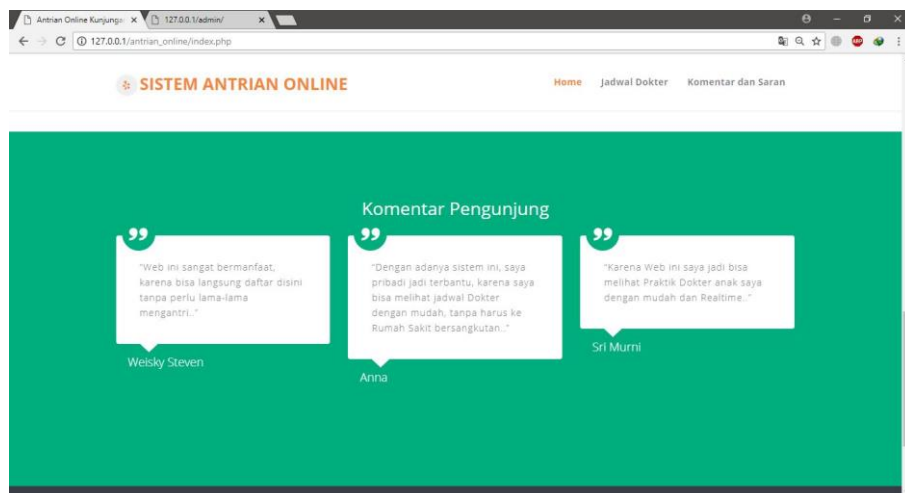 Antrian Online Kunjunga
127.0.0.1/admin/
127.0.0.1/antrian_online/index.php
SISTEM ANTRIAN ONLINE
Home
Jadwal Dokter
Komentar dan Saran
Komentar Pengunjung
"Web ini sangat bermanfaat,
karena bisa langsung daftar disini
tanpa perlu lama-lama
mengantri.."
Weisky Steven
"Dengan adanya sistem ini, saya
pribadi jadi terbantu, karena saya
bisa melihat jadwal Dokter
dengan mudah, tanpa harus ke
Rumah Sakit bersangkutan.."
Anna
"Karena Web ini saya jadi bisa
melihat Praktik Dokter anak saya
dengan mudah dan Realtime.."
Sri Murni